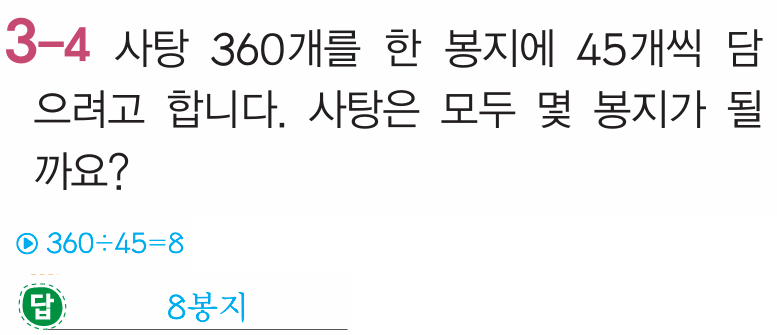 3-4 사탕 360개를 한 봉지에 45개씩 담
으려고 합니다. 사탕은 모두 몇 봉지가 될
까요?
360÷45=8
답 8봉지